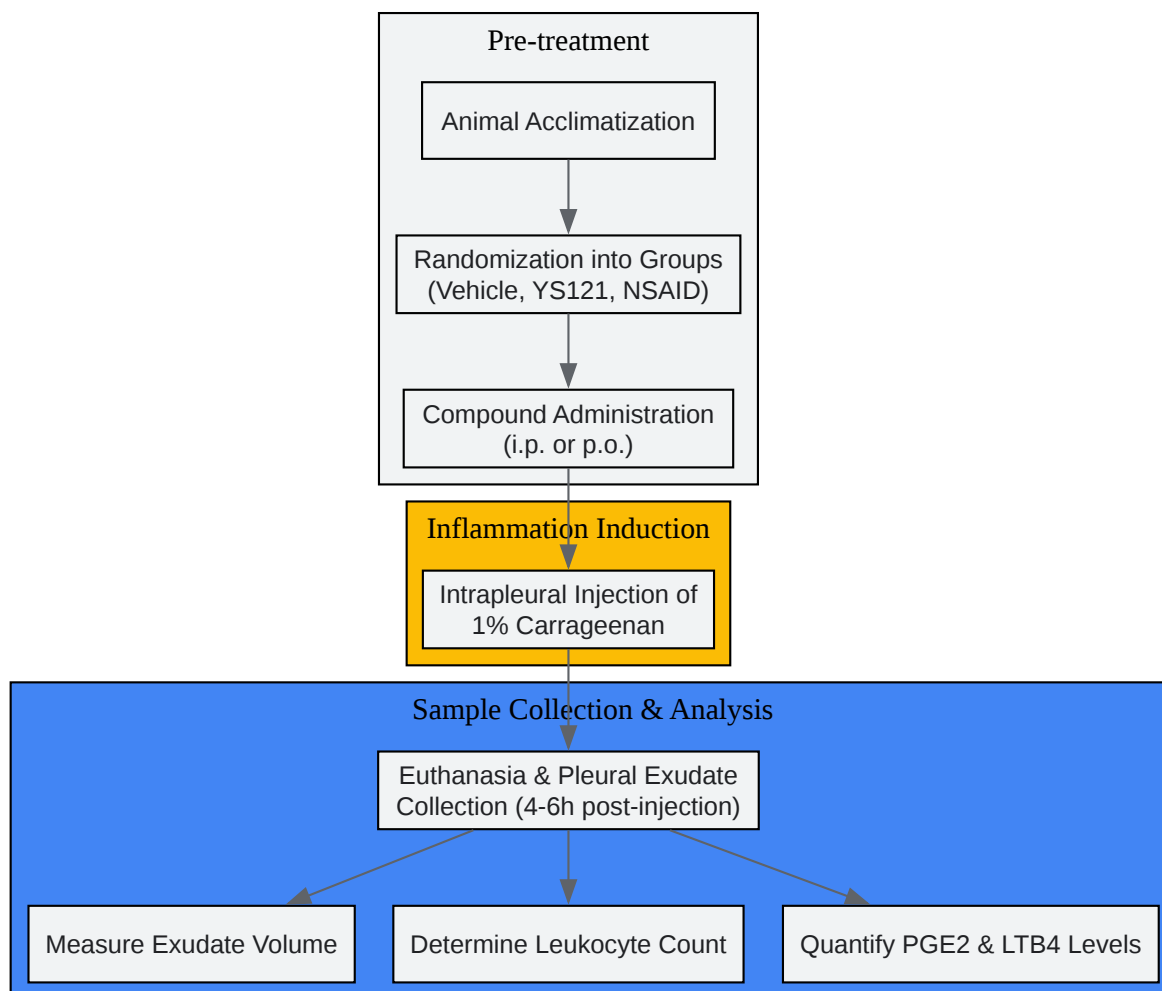 Pre-treatment
Animal Acclimatization
Randomization into Groups
(Vehicle, YS121, NSAID)
Compound Administration
(i.p. or p.o.)
Inflammation Induction
Intrapleural Injection of
1% Carrageenan
Sample Collection & Analysis
Euthanasia & Pleural Exudate
Collection (4-6h post-injection)
Measure Exudate Volume
Determine Leukocyte Count
Quantify PGE2 & LTB4 Levels